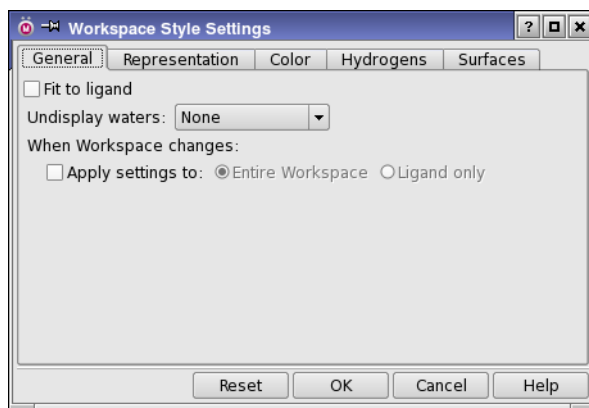 Workspace Style Settings
General Representation Color Hydrogens Surfaces
Fit to ligand
Undisplay waters: None
When Workspace changes:
Apply settings to: Entire Workspace Ligand only
Reset OK Cancel Help